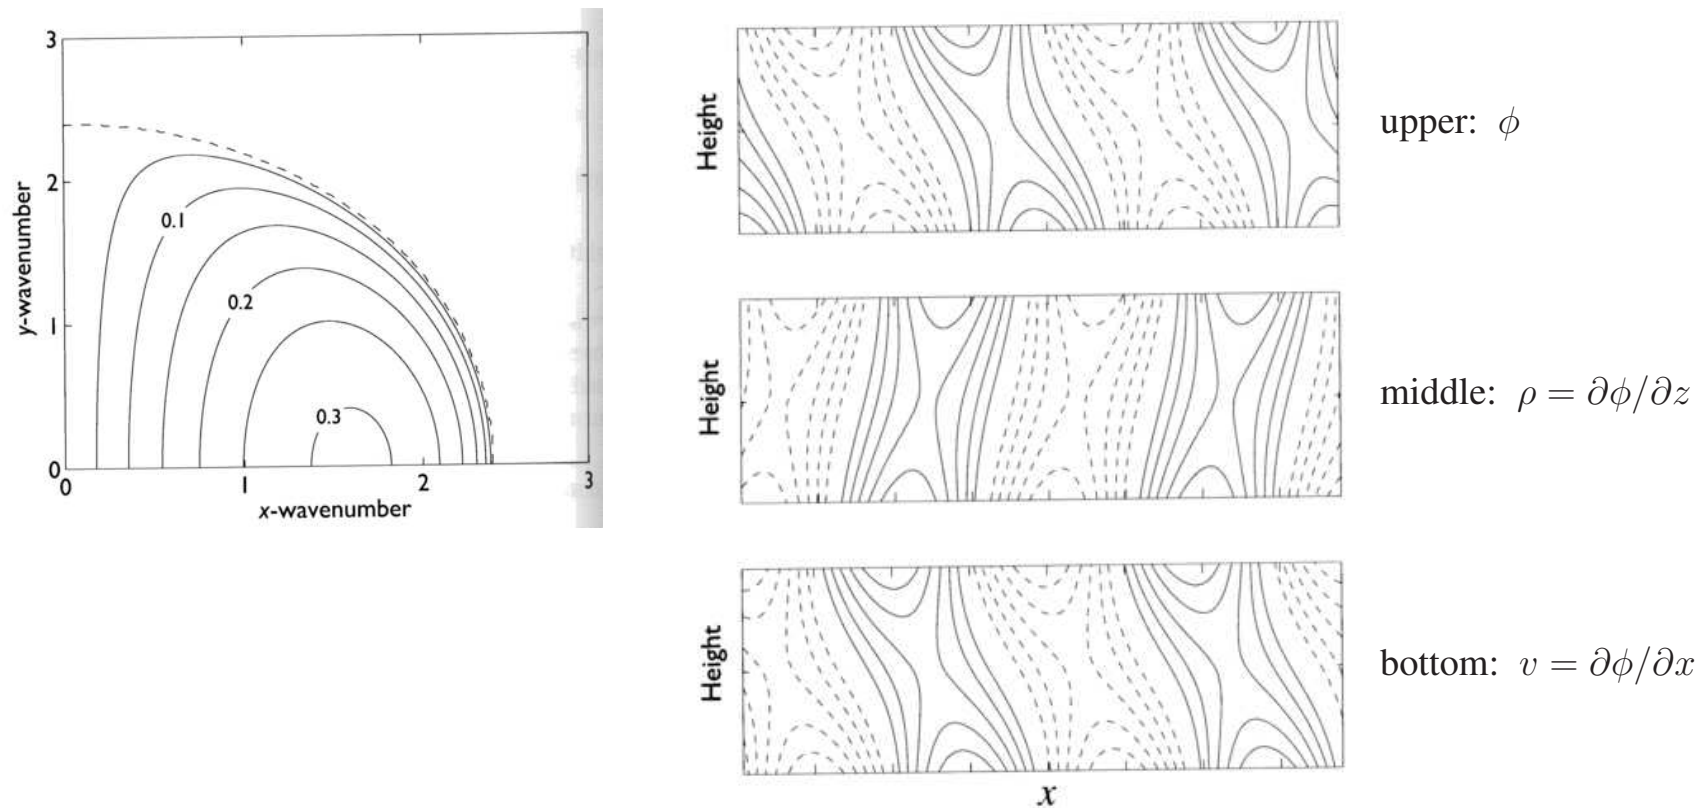 3
2
1
0
y-wavenumber
0.1
0.2
0.3
0
1
2
3
x-wavenumber
Height
upper: ϕ
Height
middle: ρ = ∂ϕ/∂z
Height
bottom: v = ∂ϕ/∂x
x